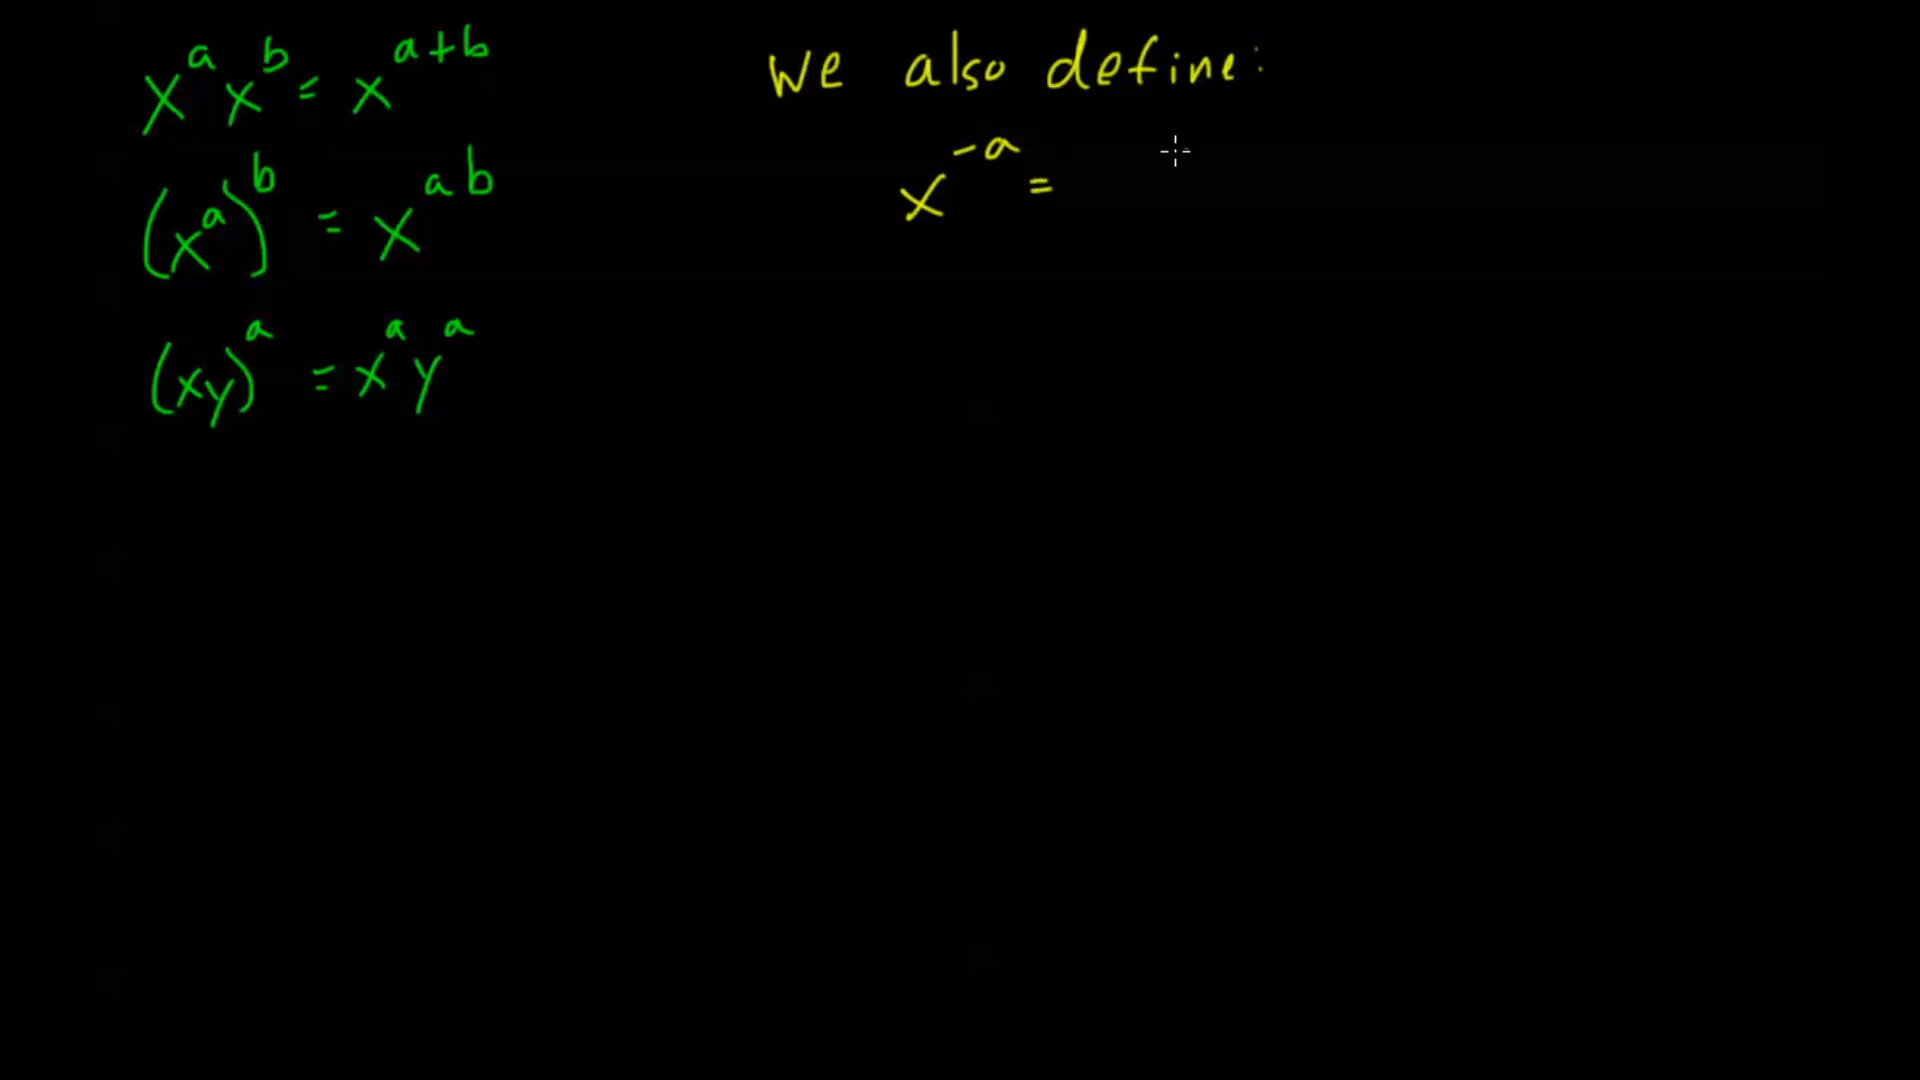 x^a x^b = x^{a+b}
(x^a)^b = x^{ab}
(xy)^a = x^a y^a
We also define:
x^{-a} =